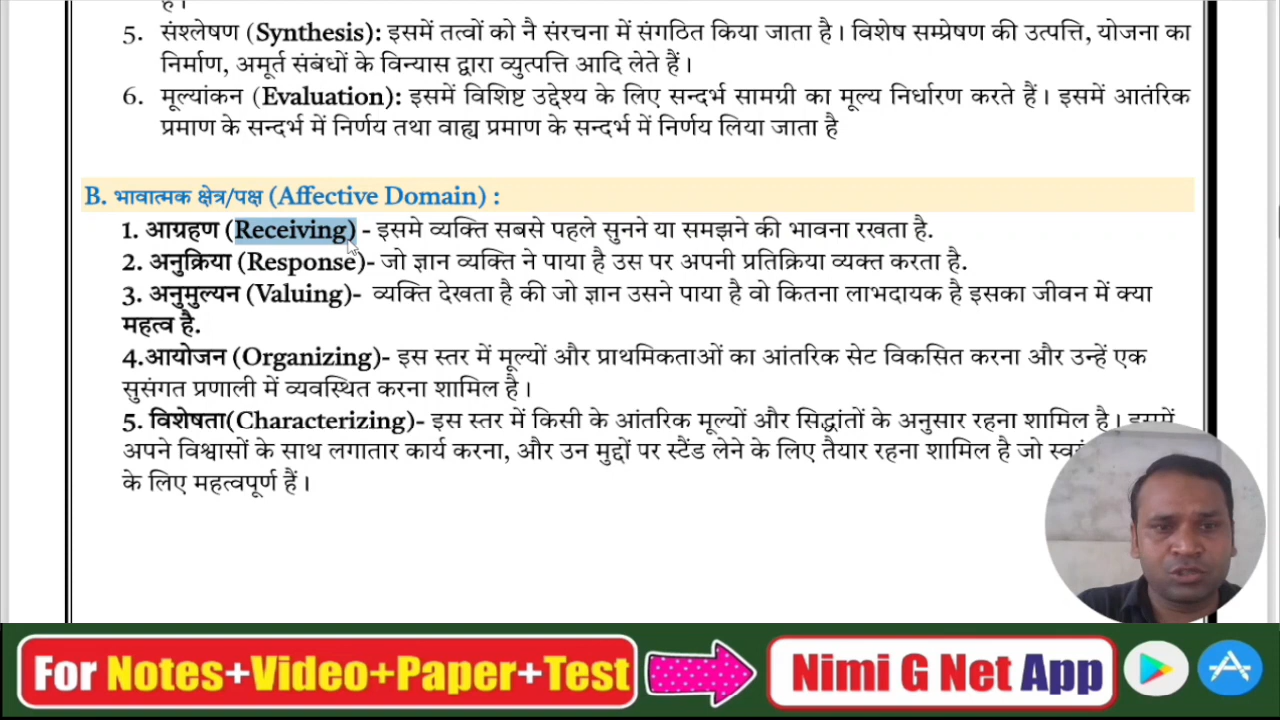 है।
5. संश्लेषण (Synthesis): इसमें तत्वों को नै संरचना में संगठित किया जाता है। विशेष सम्प्रेषण की उत्पत्ति, योजना का
निर्माण, अमूर्त संबंधों के विन्यास द्वारा व्युत्पत्ति आदि लेते हैं।
6. मूल्यांकन (Evaluation): इसमें विशिष्ट उद्देश्य के लिए सन्दर्भ सामग्री का मूल्य निर्धारण करते हैं। इसमें आतंरिक
प्रमाण के सन्दर्भ में निर्णय तथा वाह्य प्रमाण के सन्दर्भ में निर्णय लिया जाता है
B. भावात्मक क्षेत्र/पक्ष (Affective Domain) :
1. आग्रहण (Receiving) - इसमे व्यक्ति सबसे पहले सुनने या समझने की भावना रखता है.
2. अनुक्रिया (Response)- जो ज्ञान व्यक्ति ने पाया है उस पर अपनी प्रतिक्रिया व्यक्त करता है.
3. अनुमुल्यन (Valuing)- व्यक्ति देखता है की जो ज्ञान उसने पाया है वो कितना लाभदायक है इसका जीवन में क्या
महत्व है.
4.आयोजन (Organizing)- इस स्तर में मूल्यों और प्राथमिकताओं का आंतरिक सेट विकसित करना और उन्हें एक
सुसंगत प्रणाली में व्यवस्थित करना शामिल है।
5. विशेषता(Characterizing)- इस स्तर में किसी के आंतरिक मूल्यों और सिद्धांतों के अनुसार रहना शामिल है। इसमें
अपने विश्वासों के साथ लगातार कार्य करना, और उन मुद्दों पर स्टैंड लेने के लिए तैयार रहना शामिल है जो
के लिए महत्वपूर्ण हैं।
For Notes+Video+Paper+Test
Nimi G Net App